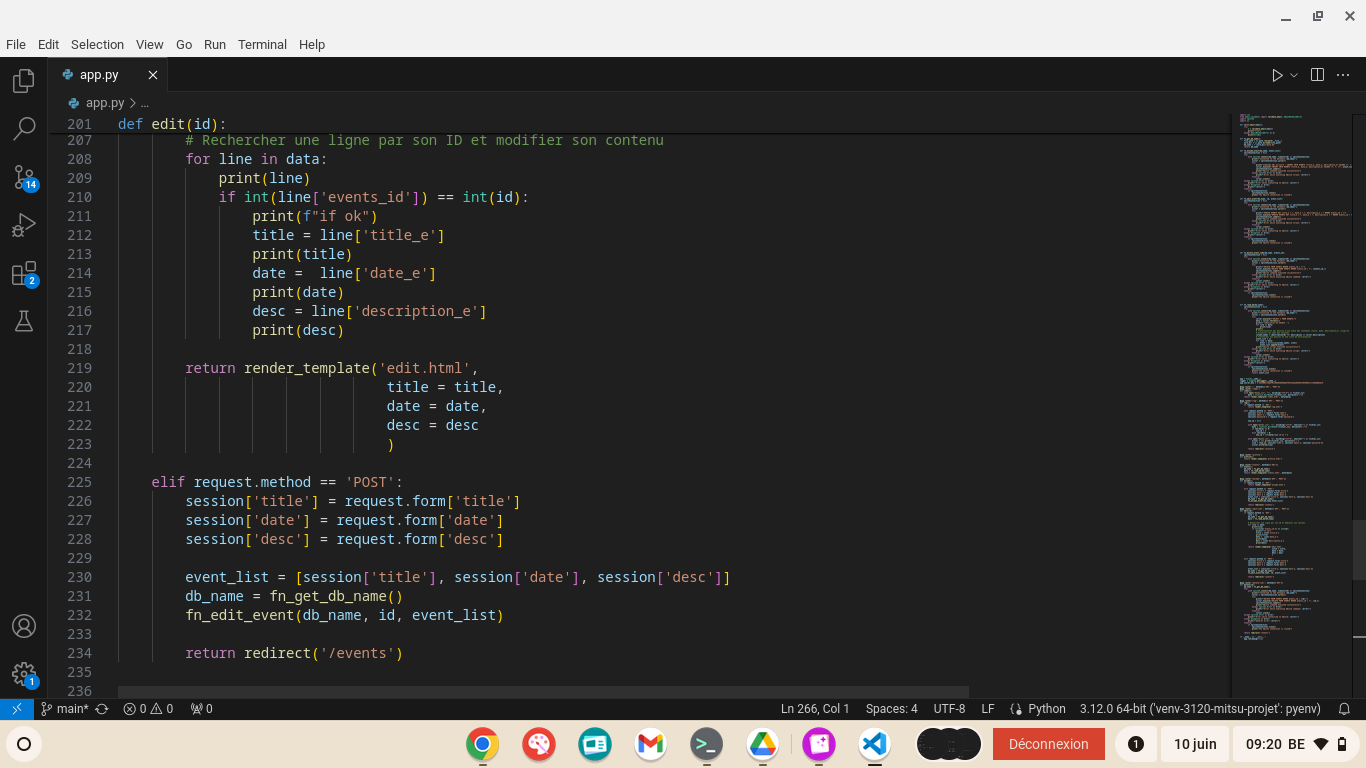 File Edit Selection View Go Run Terminal Help
app.py
app.py > ...
201 def edit(id):
207 # Rechercher une ligne par son ID et modifier son contenu
208 for line in data:
209 print(line)
210 if int(line['events_id']) == int(id):
211 print(f"if ok")
212 title = line['title_e']
213 print(title)
214 date =  line['date_e']
215 print(date)
216 desc = line['description_e']
217 print(desc)
218
219 return render_template('edit.html',
220 title = title,
221 date = date,
222 desc = desc
223 )
224
225 elif request.method == 'POST':
226 session['title'] = request.form['title']
227 session['date'] = request.form['date']
228 session['desc'] = request.form['desc']
229
230 event_list = [session['title'], session['date'], session['desc']]
231 db_name = fn_get_db_name()
232 fn_edit_event(db_name, id, event_list)
233
234 return redirect('/events')
235
236
14
2
1
main* 0 0 0 Ln 266, Col 1 Spaces: 4 UTF-8 LF Python 3.12.0 64-bit ('venv-3120-mitsu-projet': pyenv)
Déconnexion 1 10 juin 09:20 BE